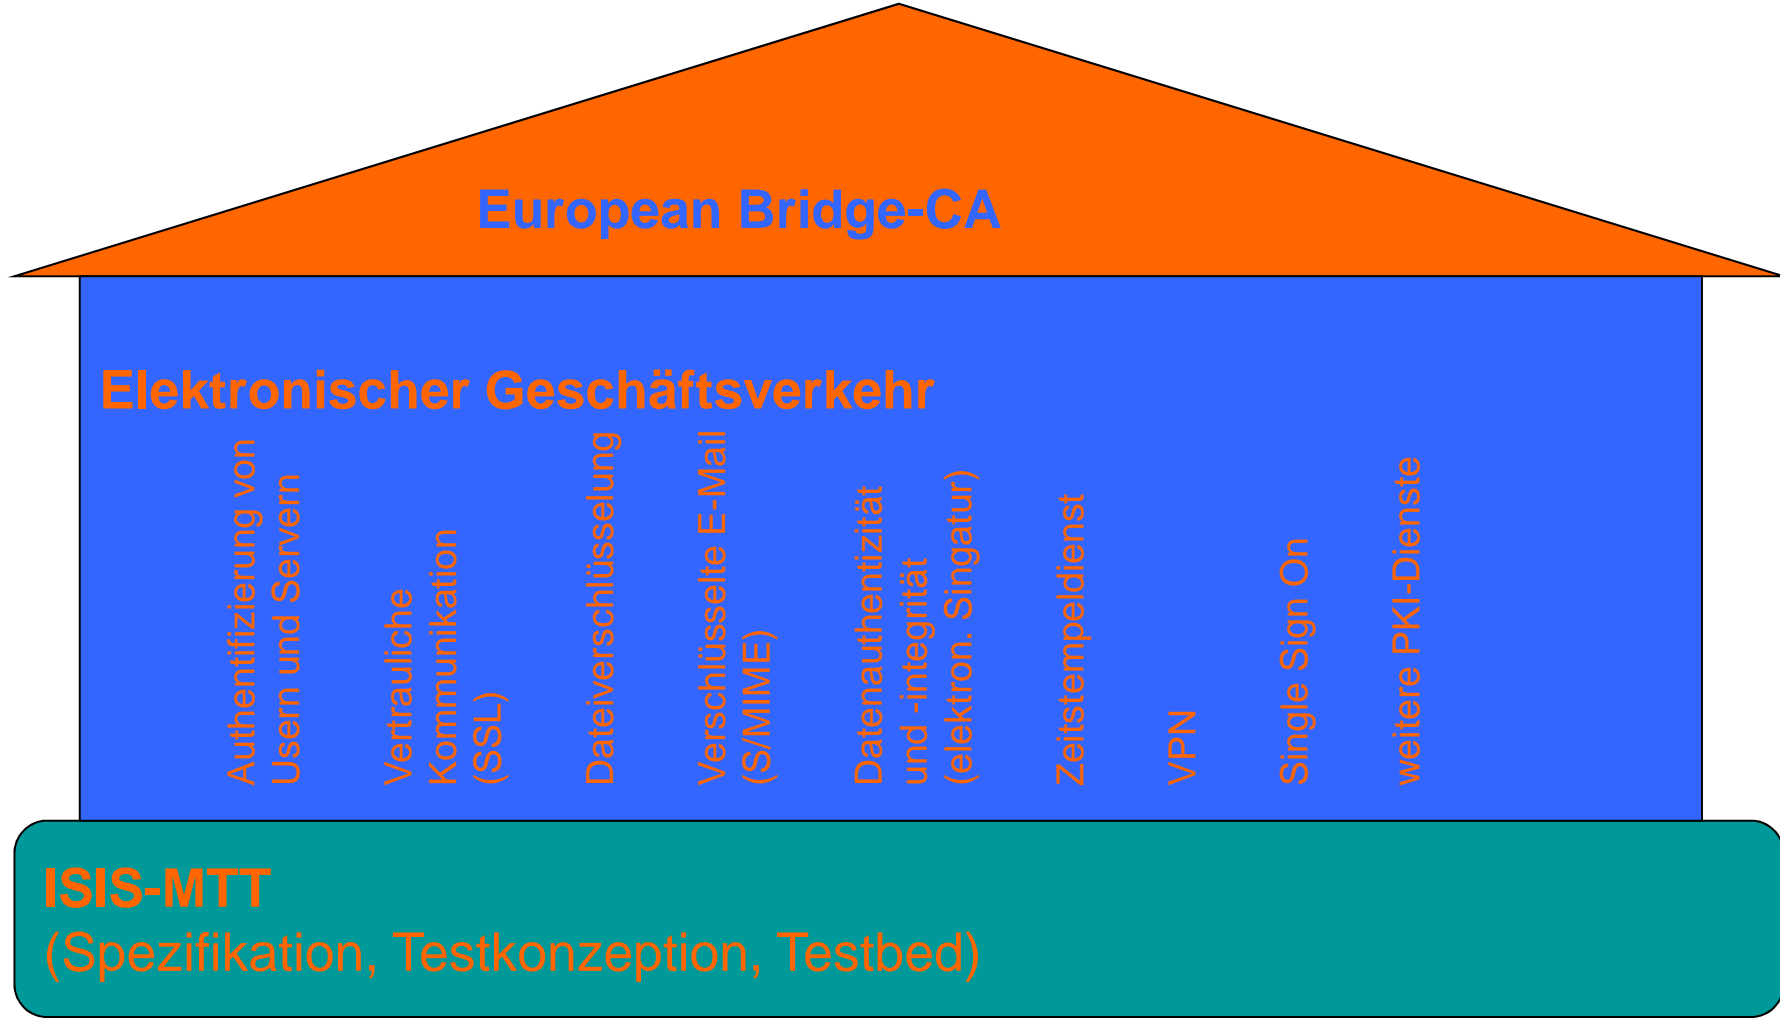 European Bridge-CA
Elektronischer Geschäftsverkehr
Authentifizierung von
Usern und Servern
Vertrauliche
Kommunikation
(SSL)
Dateiverschlüsselung
Verschlüsselte E-Mail
(S/MIME)
Datenauthentizität
und -integrität
(elektron. Singatur)
Zeitstempeldienst
VPN
Single Sign On
weitere PKI-Dienste
ISIS-MTT
(Spezifikation, Testkonzeption, Testbed)